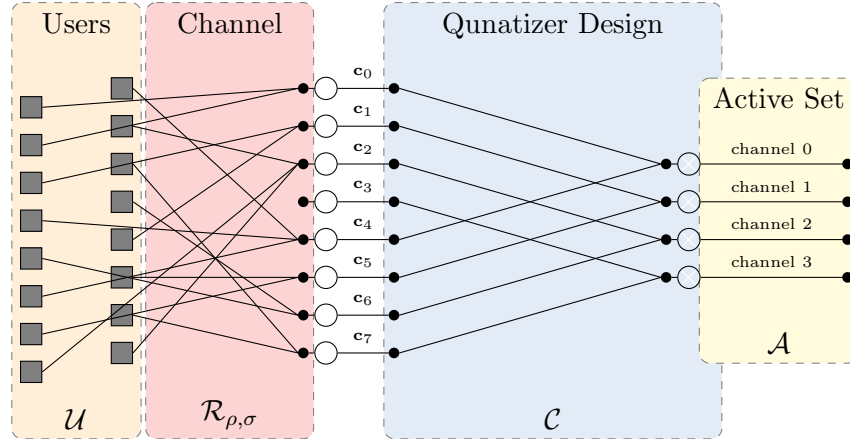 Users
Channel
Qunatizer Design
Active Set
c₀
c₁
c₂
c₃
c₄
c₅
c₆
c₇
channel 0
channel 1
channel 2
channel 3
𝒰
ℛρ,σ
𝒞
𝒜